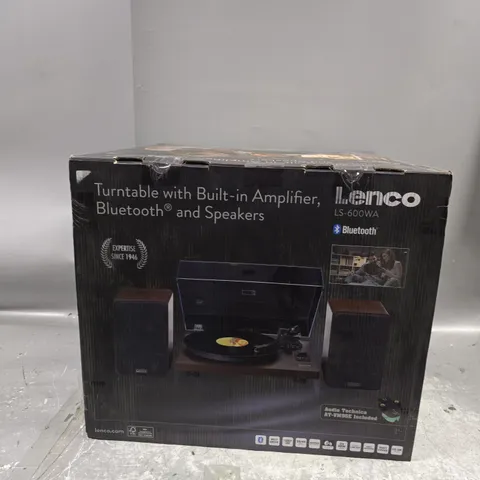 Turntable with Built-in Amplifier,
Bluetooth® and Speakers
Lenco
LS-600WA
Bluetooth®
EXPERTISE
SINCE 1946
Audio Technica
AT-VM95E Included
lenco.com
FSC